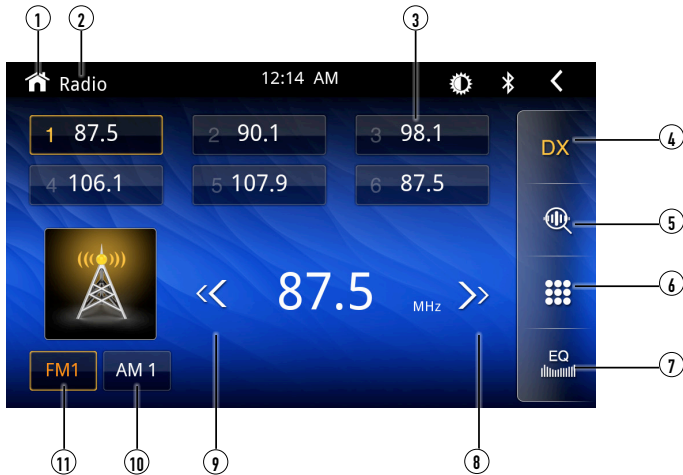 1 2 3
Radio 12:14 AM
1 87.5 2 90.1 3 98.1
4 106.1 5 107.9 6 87.5
DX 4
5
6
87.5 MHz
EQ 7
FM1 AM 1
11 10 9 8